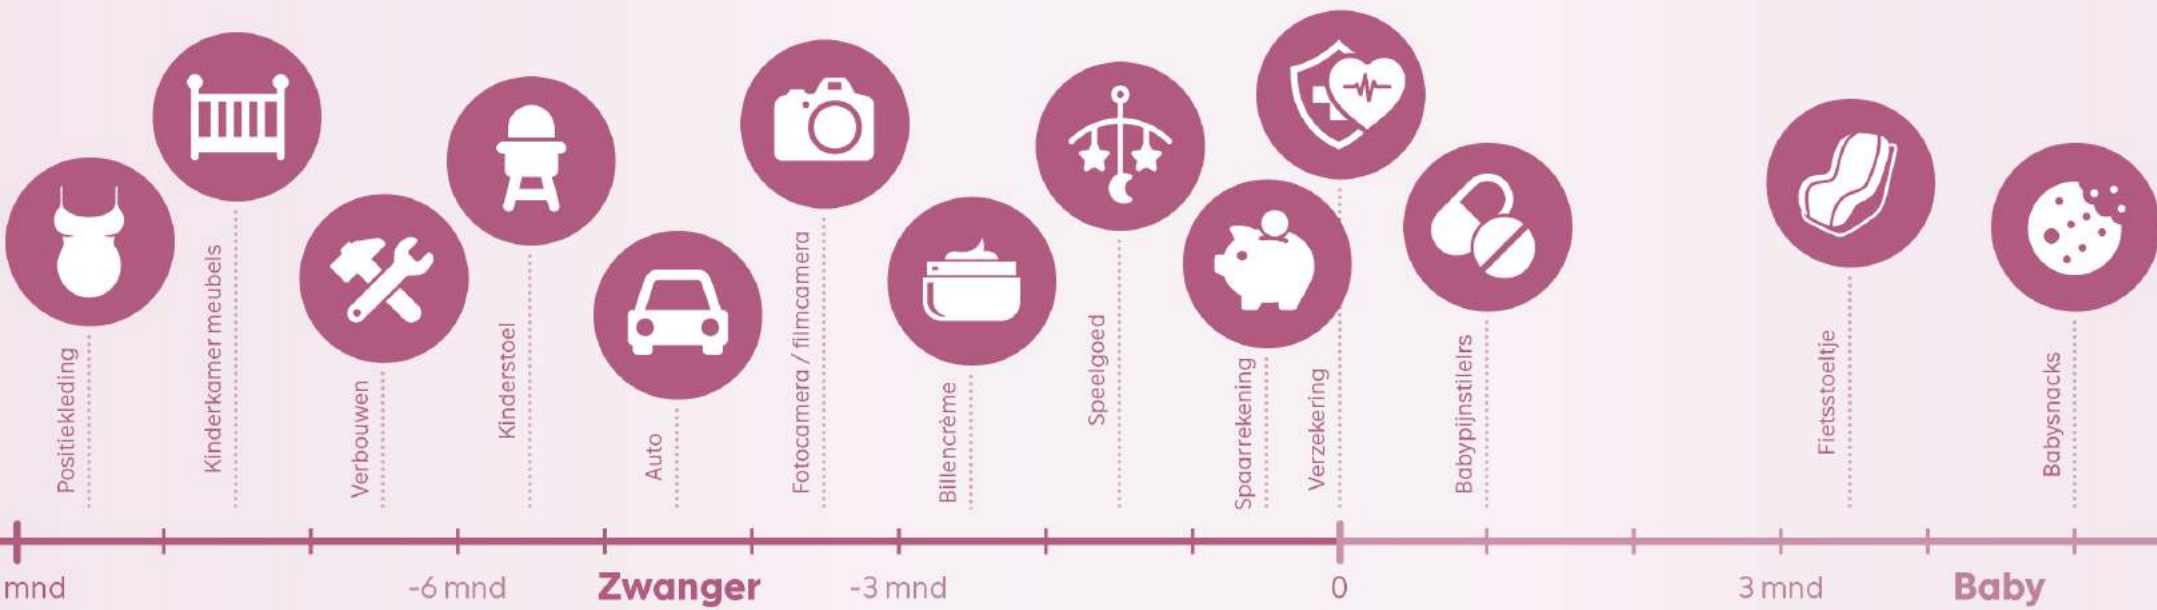 Positiekleding
Kinderkamer meubels
Verbouwen
Kinderstoel
Auto
Fotocamera / filmcamera
Billencrème
Speelgoed
Spaarrekening
Verzekering
Babypijnstilelrs
Fietsstoeltje
Babysnacks
mnd
-6 mnd
Zwanger
-3 mnd
0
3 mnd
Baby